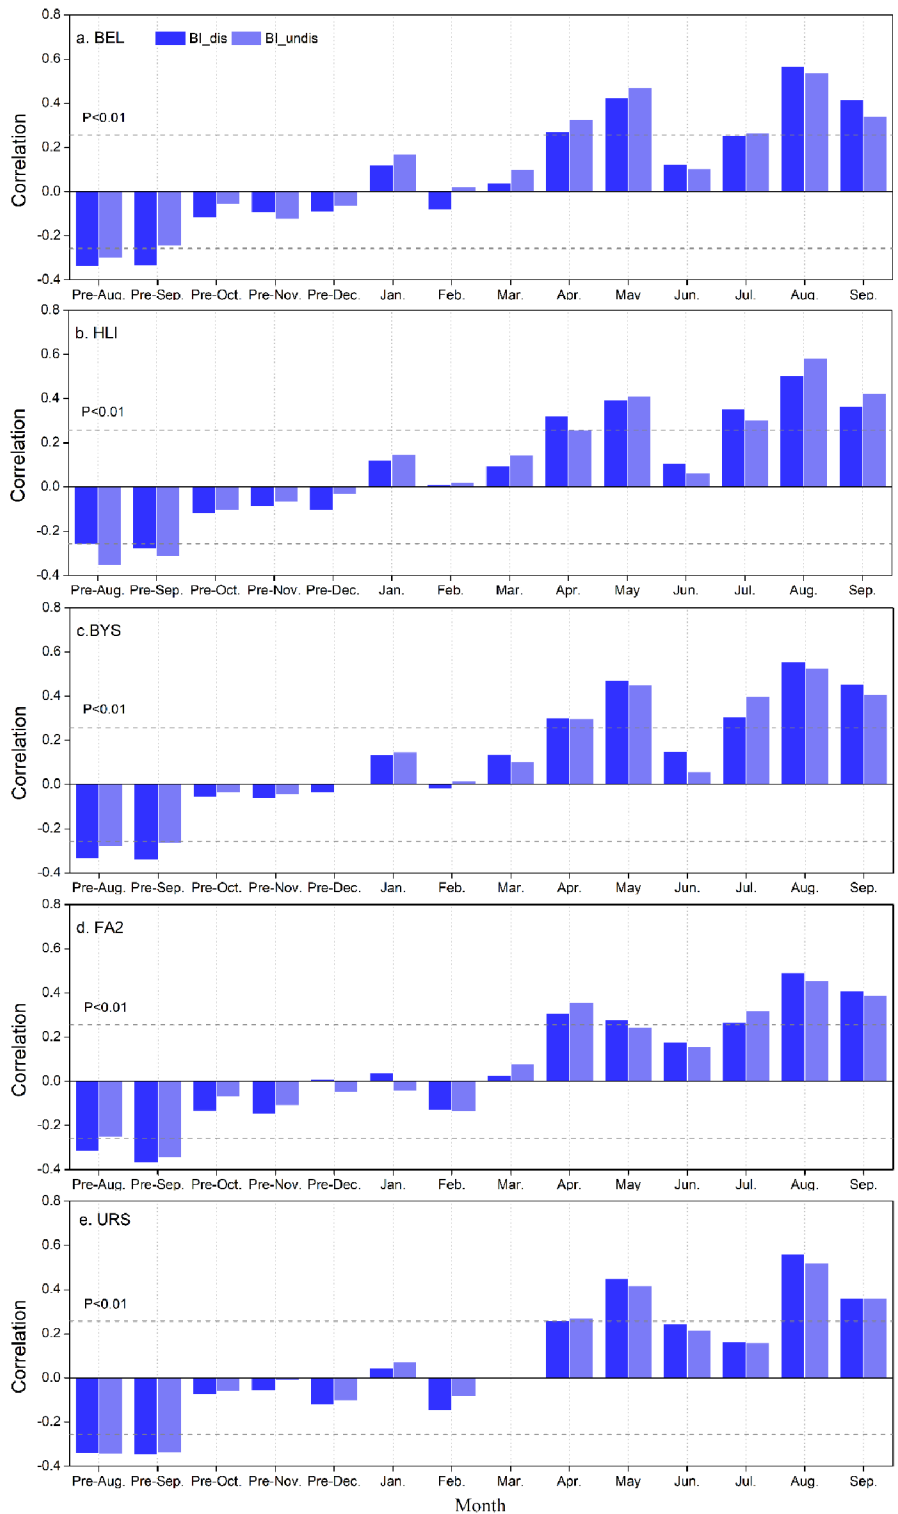 a. BEL
BI_dis BI_undis
0.8
0.6
0.4
0.2
0.0
-0.2
-0.4
Correlation
P<0.01
Pre-Aug. Pre-Sep. Pre-Oct. Pre-Nov. Pre-Dec. Jan. Feb. Mar. Apr. May Jun. Jul. Aug. Sep.
b. HLI
0.8
0.6
0.4
0.2
0.0
-0.2
-0.4
Correlation
P<0.01
Pre-Aug. Pre-Sep. Pre-Oct. Pre-Nov. Pre-Dec. Jan. Feb. Mar. Apr. May Jun. Jul. Aug. Sep.
c.BYS
0.8
0.6
0.4
0.2
0.0
-0.2
-0.4
Correlation
P<0.01
Pre-Aug. Pre-Sep. Pre-Oct. Pre-Nov. Pre-Dec. Jan. Feb. Mar. Apr. May Jun. Jul. Aug. Sep.
d. FA2
0.8
0.6
0.4
0.2
0.0
-0.2
-0.4
Correlation
P<0.01
Pre-Aug. Pre-Sep. Pre-Oct. Pre-Nov. Pre-Dec. Jan. Feb. Mar. Apr. May Jun. Jul. Aug. Sep.
e. URS
0.8
0.6
0.4
0.2
0.0
-0.2
-0.4
Correlation
P<0.01
Pre-Aug. Pre-Sep. Pre-Oct. Pre-Nov. Pre-Dec. Jan. Feb. Mar. Apr. May Jun. Jul. Aug. Sep.
Month